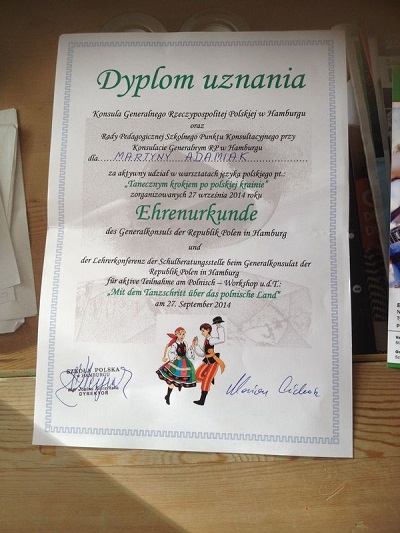 Dyplom uznania
Konsula Generalnego Rzeczypospolitej Polskiej w Hamburgu
oraz
Rady Pedagogicznej Szkolnego Punktu Konsultacyjnego przy
Konsulacie Generalnym RP w Hamburgu
dla....MARTYNY ADAMIAK..................
za aktywny udział w warsztatach języka polskiego pt.:
„Tanecznym krokiem po polskiej krainie”
zorganizowanych 27 września 2014 roku
Ehrenurkunde
des Generalkonsuls der Republik Polen in Hamburg
und
der Lehrerkonferenz der Schulberatungsstelle beim Generalkonsulat der
Republik Polen in Hamburg
für aktive Teilnahme am Polnisch – Workshop u.d.T.:
„Mit dem Tanzschritt über das polnische Land”
am 27. September 2014
SZKOŁA POLSKA
HAMBURGU
DYREKTOR